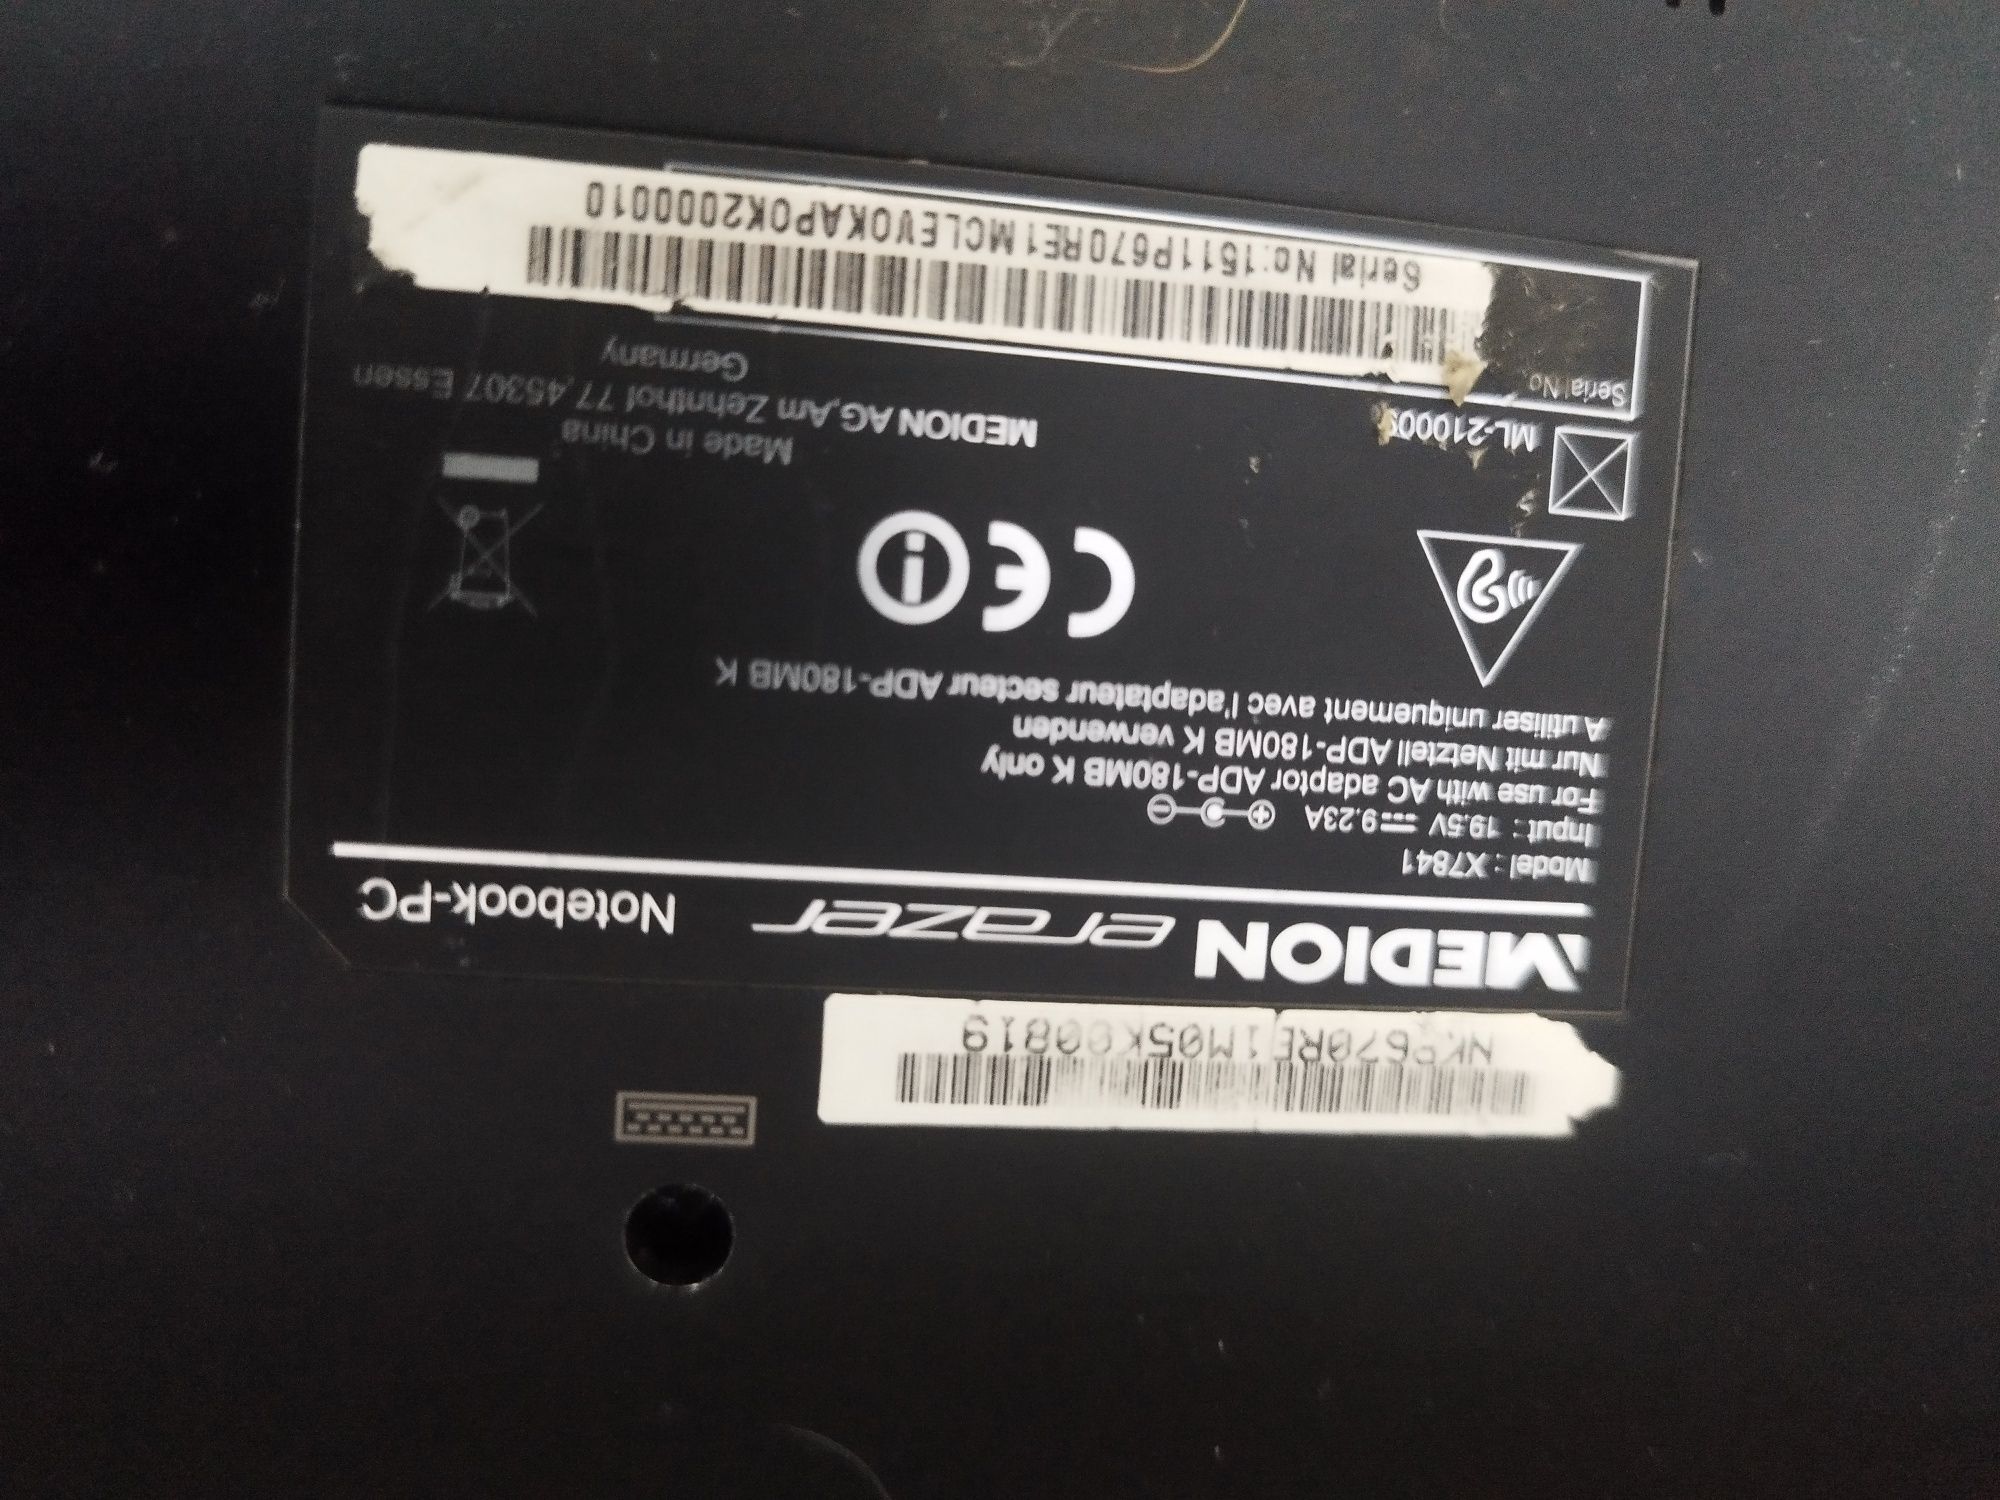 NKP670RE1M05K00819
MEDION erazer Notebook-PC
Model : X7841
Input : 19.5V ⎓ 9.23A
For use with AC adaptor ADP-180MB K only
Nur mit Netzteil ADP-180MB K verwenden
A utiliser uniquement avec l'adaptateur secteur ADP-180MB K
CE
Made in China
ML-210009
MEDION AG,Am Zehnthof 77,45307 Essen
Germany
Serial No
Serial No:1511P670RE1MCLEVOKAPOK2000010